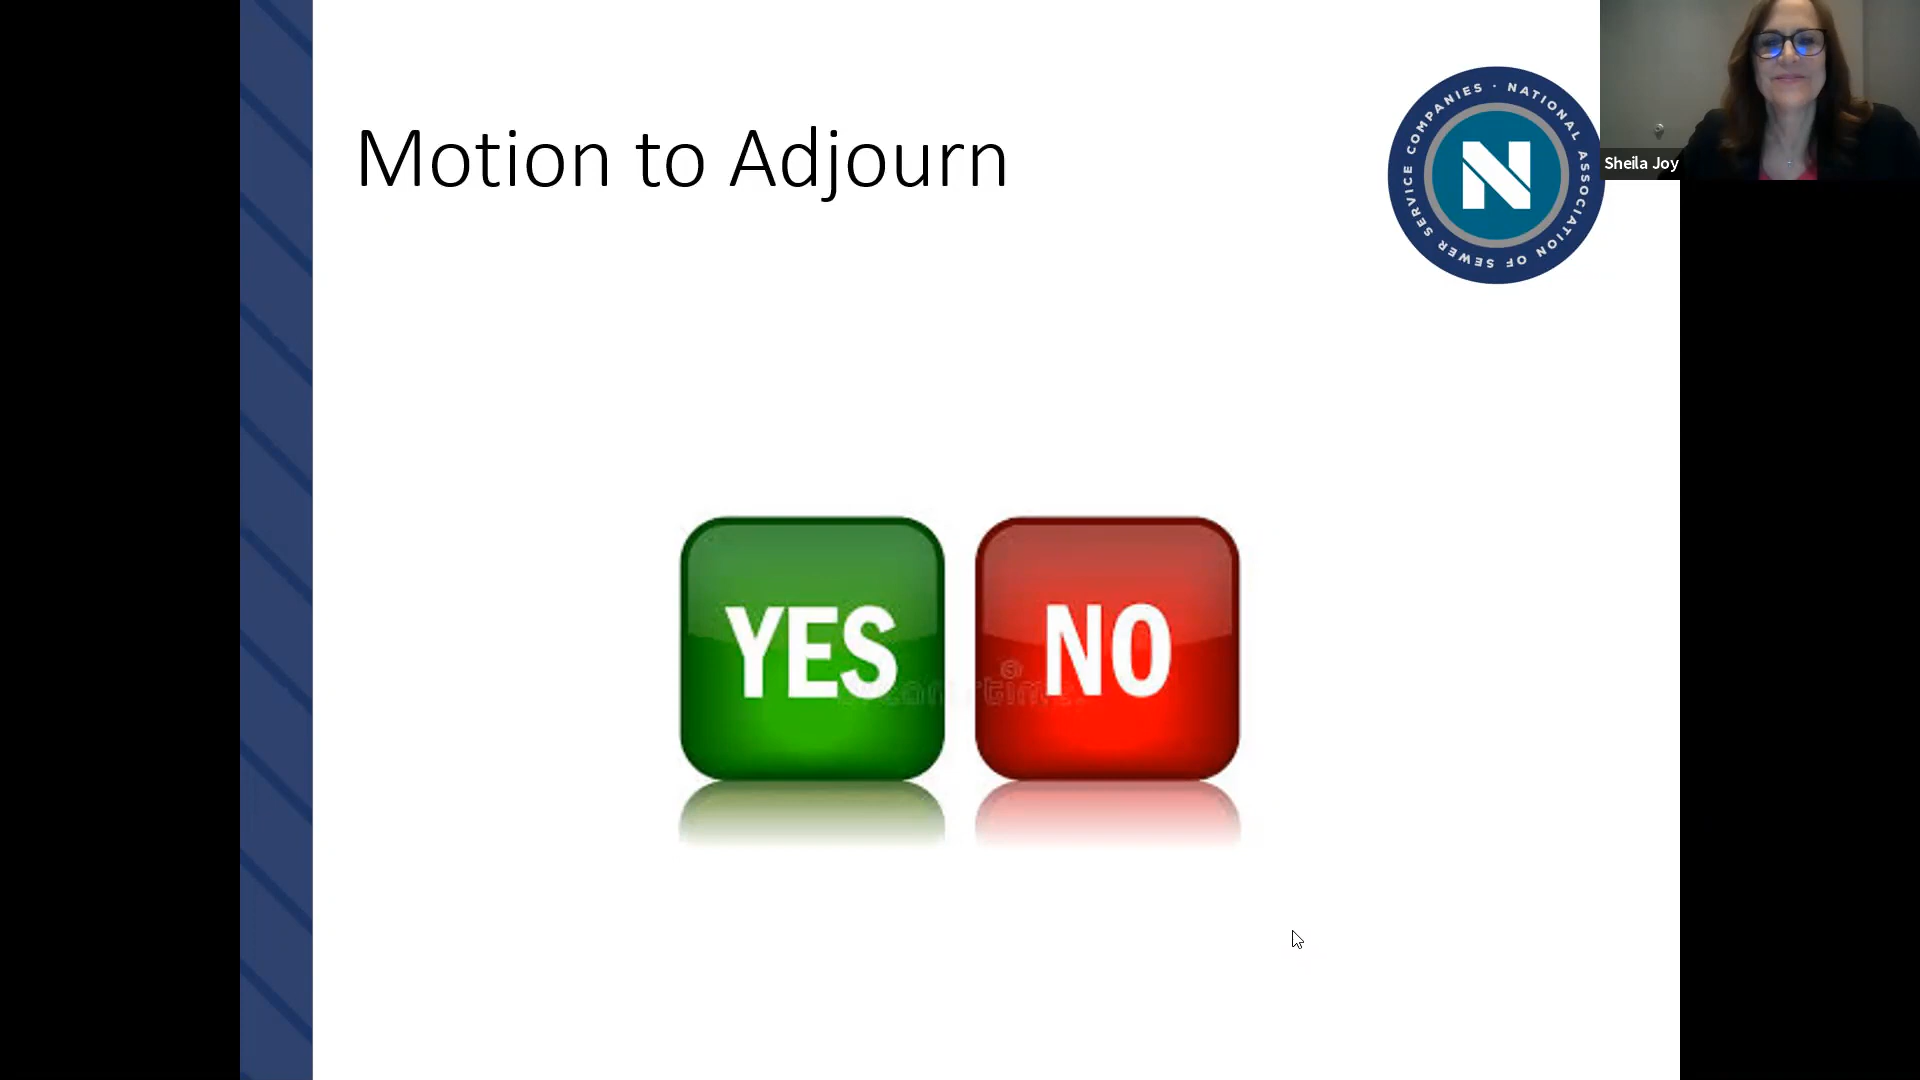 Motion to Adjourn
NATIONAL ASSOCIATION OF SEWER SERVICE COMPANIES ·
N
Sheila Joy
YES
NO